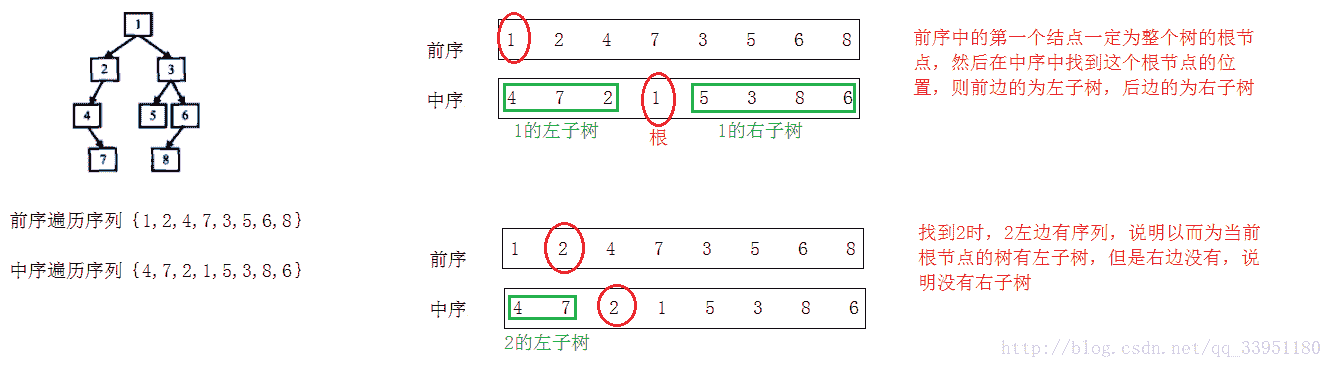 1
2 3
4 5 6
7 8
前序遍历序列 {1,2,4,7,3,5,6,8}
中序遍历序列 {4,7,2,1,5,3,8,6}
前序 1 2 4 7 3 5 6 8
中序 4 7 2 1 5 3 8 6
1的左子树 根 1的右子树
前序中的第一个结点一定为整个树的根节
点，然后在中序中找到这个根节点的位
置，则前边的为左子树，后边的为右子树
前序 1 2 4 7 3 5 6 8
中序 4 7 2 1 5 3 8 6
2的左子树
找到2时，2左边有序列，说明以而为当前
根节点的树有左子树，但是右边没有，说
明没有右子树
http://blog.csdn.net/qq_33951180